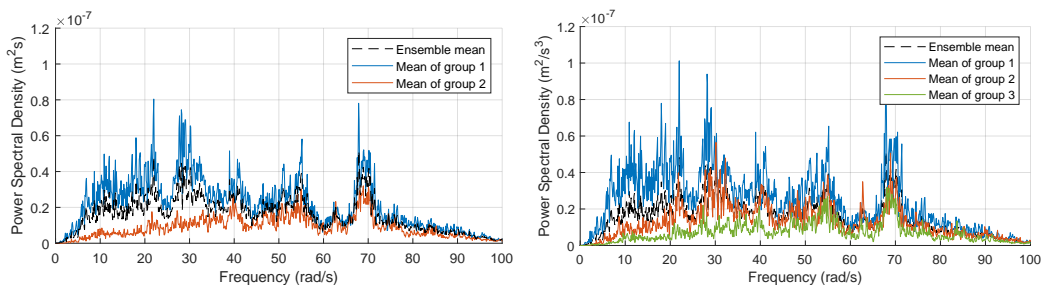 ×10⁻⁷
1.2
1
0.8
0.6
0.4
0.2
0
0 10 20 30 40 50 60 70 80 90 100
Frequency (rad/s)
Power Spectral Density (m²s)
Ensemble mean
Mean of group 1
Mean of group 2
×10⁻⁷
1.2
1
0.8
0.6
0.4
0.2
0
0 10 20 30 40 50 60 70 80 90 100
Frequency (rad/s)
Power Spectral Density (m²/s³)
Ensemble mean
Mean of group 1
Mean of group 2
Mean of group 3